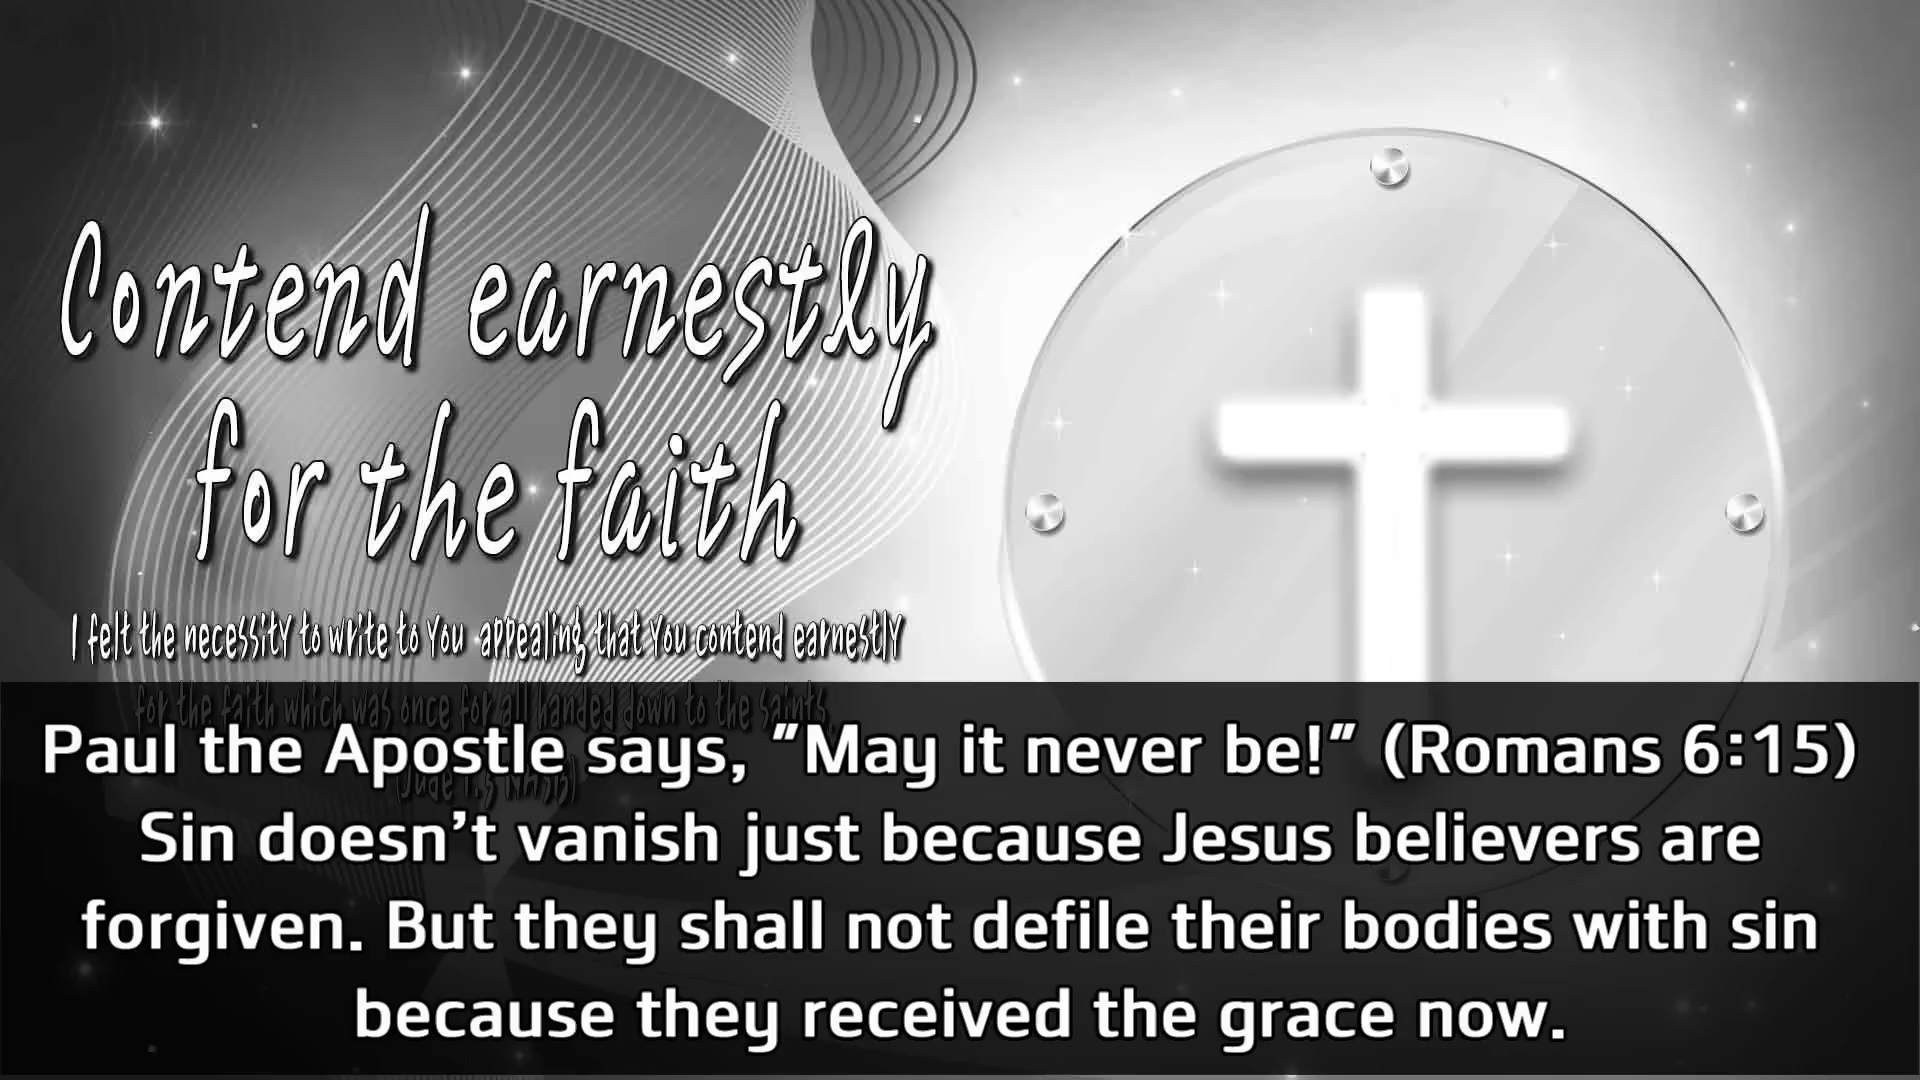 Contend earnestly
for the faith
I felt the necessity to write to you appealing that you contend earnestly
for the faith which was once for all handed down to the saints
(Jude 1:3 NASB)
Paul the Apostle says, "May it never be!" (Romans 6:15)
Sin doesn't vanish just because Jesus believers are
forgiven. But they shall not defile their bodies with sin
because they received the grace now.